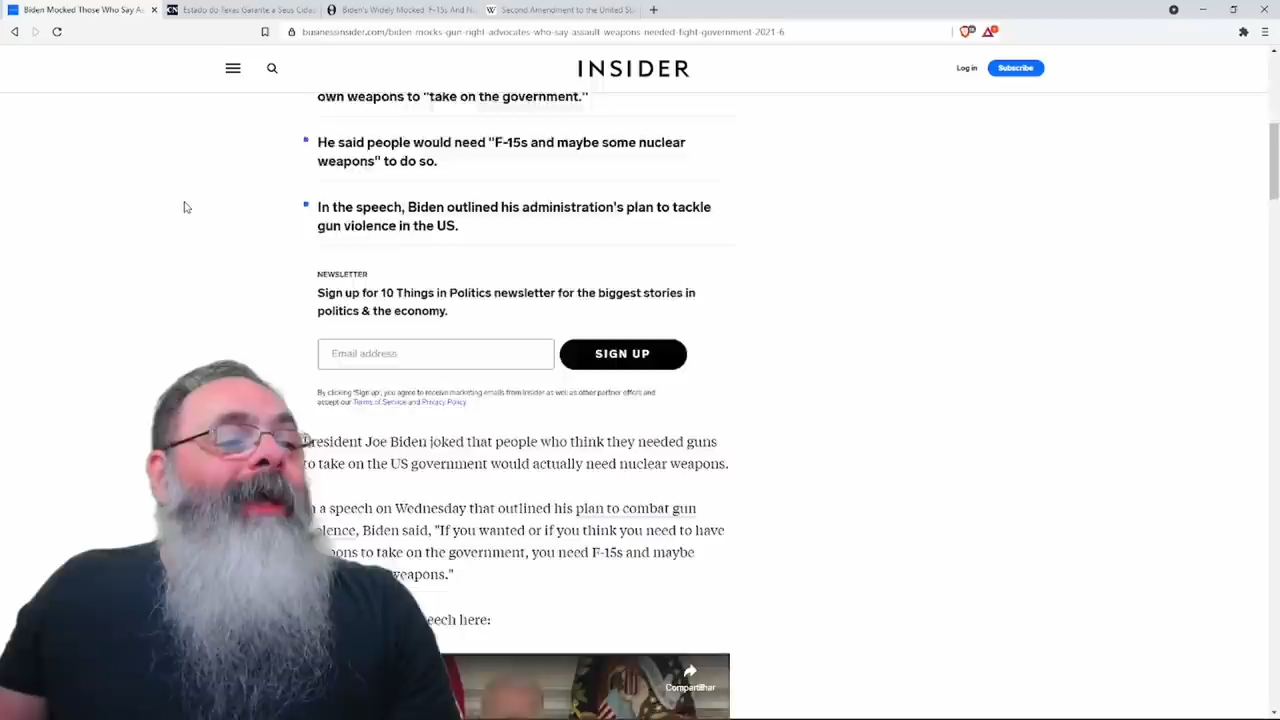 Biden Mocked Those Who Say As
Estado do Texas Garante a Seus Cida
Biden's Widely Mocked 'F-15s And N
Second Amendment to the United Sta
businessinsider.com/biden-mocks-gun-right-advocates-who-say-assault-weapons-needed-fight-government-2021-6
INSIDER
Log in
Subscribe
own weapons to "take on the government."
He said people would need "F-15s and maybe some nuclear
weapons" to do so.
In the speech, Biden outlined his administration's plan to tackle
gun violence in the US.
NEWSLETTER
Sign up for 10 Things in Politics newsletter for the biggest stories in
politics & the economy.
Email address
SIGN UP
By clicking 'Sign up', you agree to receive marketing emails from Insider as well as other partner offers and
accept our Terms of Service and Privacy Policy
resident Joe Biden joked that people who think they needed guns
to take on the US government would actually need nuclear weapons.
n a speech on Wednesday that outlined his plan to combat gun
olence, Biden said, "If you wanted or if you think you need to have
pons to take on the government, you need F-15s and maybe
weapons."
eech here:
Compartilhar